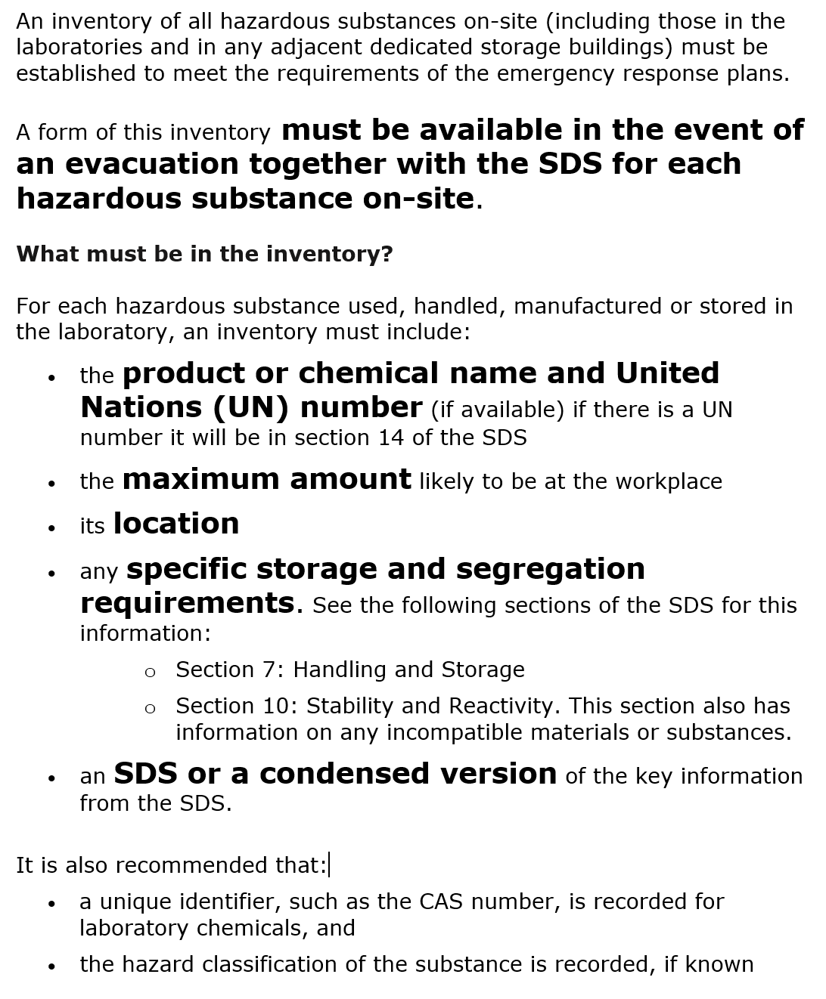 An inventory of all hazardous substances on-site (including those in the
laboratories and in any adjacent dedicated storage buildings) must be
established to meet the requirements of the emergency response plans.
A form of this inventory must be available in the event of
an evacuation together with the SDS for each
hazardous substance on-site.
What must be in the inventory?
For each hazardous substance used, handled, manufactured or stored in
the laboratory, an inventory must include:
• the product or chemical name and United
Nations (UN) number (if available) if there is a UN
number it will be in section 14 of the SDS
• the maximum amount likely to be at the workplace
• its location
• any specific storage and segregation
requirements. See the following sections of the SDS for this
information:
o Section 7: Handling and Storage
o Section 10: Stability and Reactivity. This section also has
information on any incompatible materials or substances.
• an SDS or a condensed version of the key information
from the SDS.
It is also recommended that:
• a unique identifier, such as the CAS number, is recorded for
laboratory chemicals, and
• the hazard classification of the substance is recorded, if known